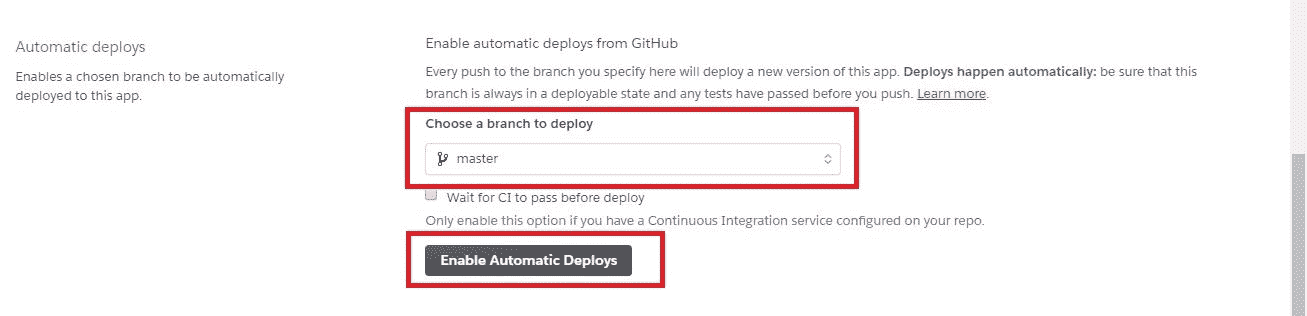 Automatic deploys
Enables a chosen branch to be automatically
deployed to this app.
Enable automatic deploys from GitHub
Every push to the branch you specify here will deploy a new version of this app. Deploys happen automatically: be sure that this
branch is always in a deployable state and any tests have passed before you push. Learn more.
Choose a branch to deploy
master
Wait for CI to pass before deploy
Only enable this option if you have a Continuous Integration service configured on your repo.
Enable Automatic Deploys